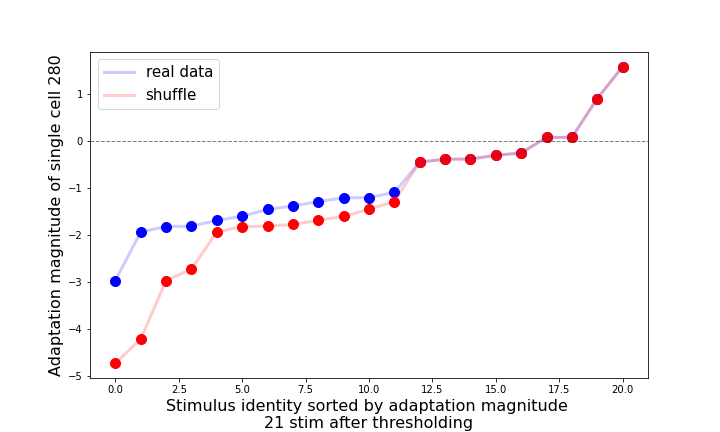 real data
shuffle
Adaptation magnitude of single cell 280
1
0
−1
−2
−3
−4
−5
0.0 2.5 5.0 7.5 10.0 12.5 15.0 17.5 20.0
Stimulus identity sorted by adaptation magnitude
21 stim after thresholding